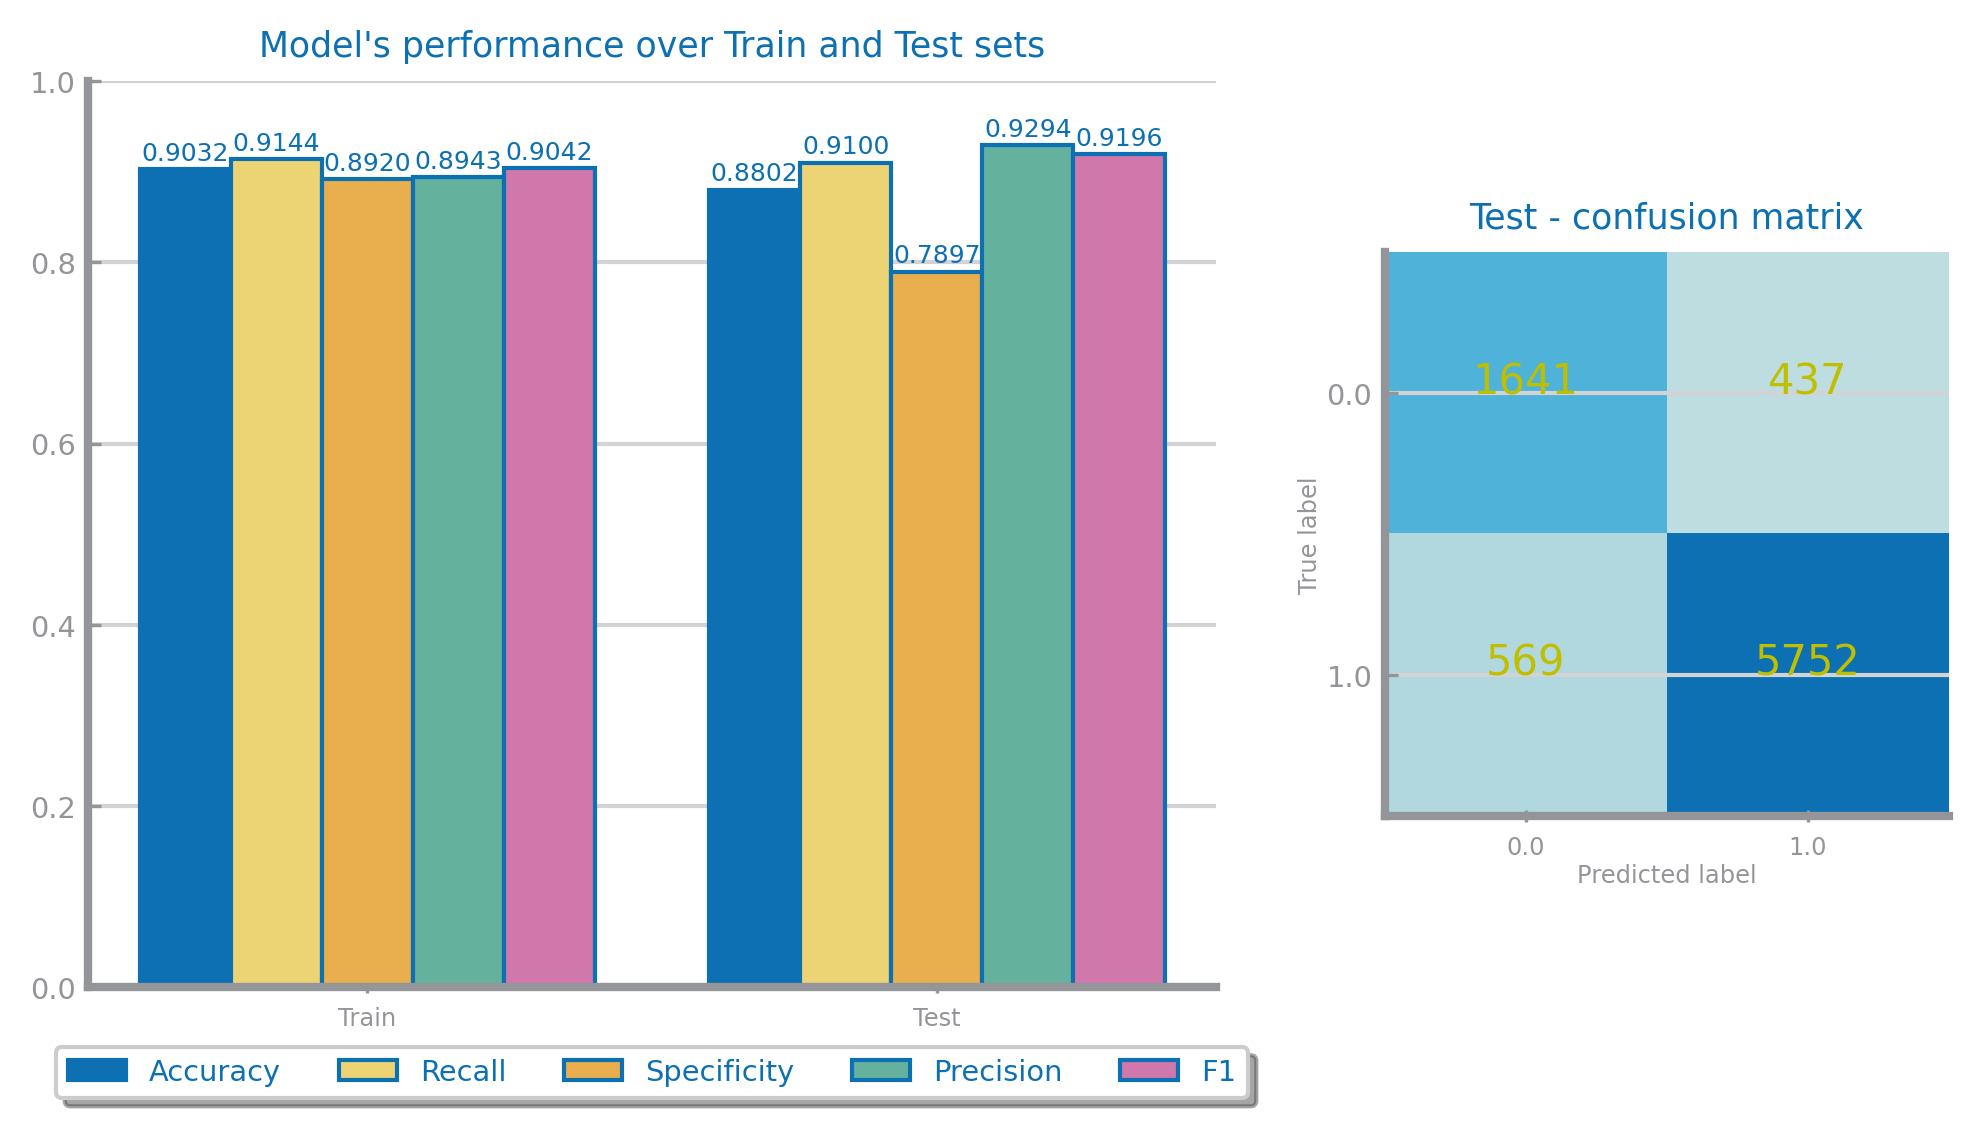 Model's performance over Train and Test sets
1.0
0.8
0.6
0.4
0.2
0.0
0.9032 0.9144 0.8920 0.8943 0.9042
0.8802 0.9100 0.7897 0.9294 0.9196
Train Test
Accuracy Recall Specificity Precision F1
Test - confusion matrix
True label
0.0 1641 437
1.0 569 5752
0.0 1.0
Predicted label